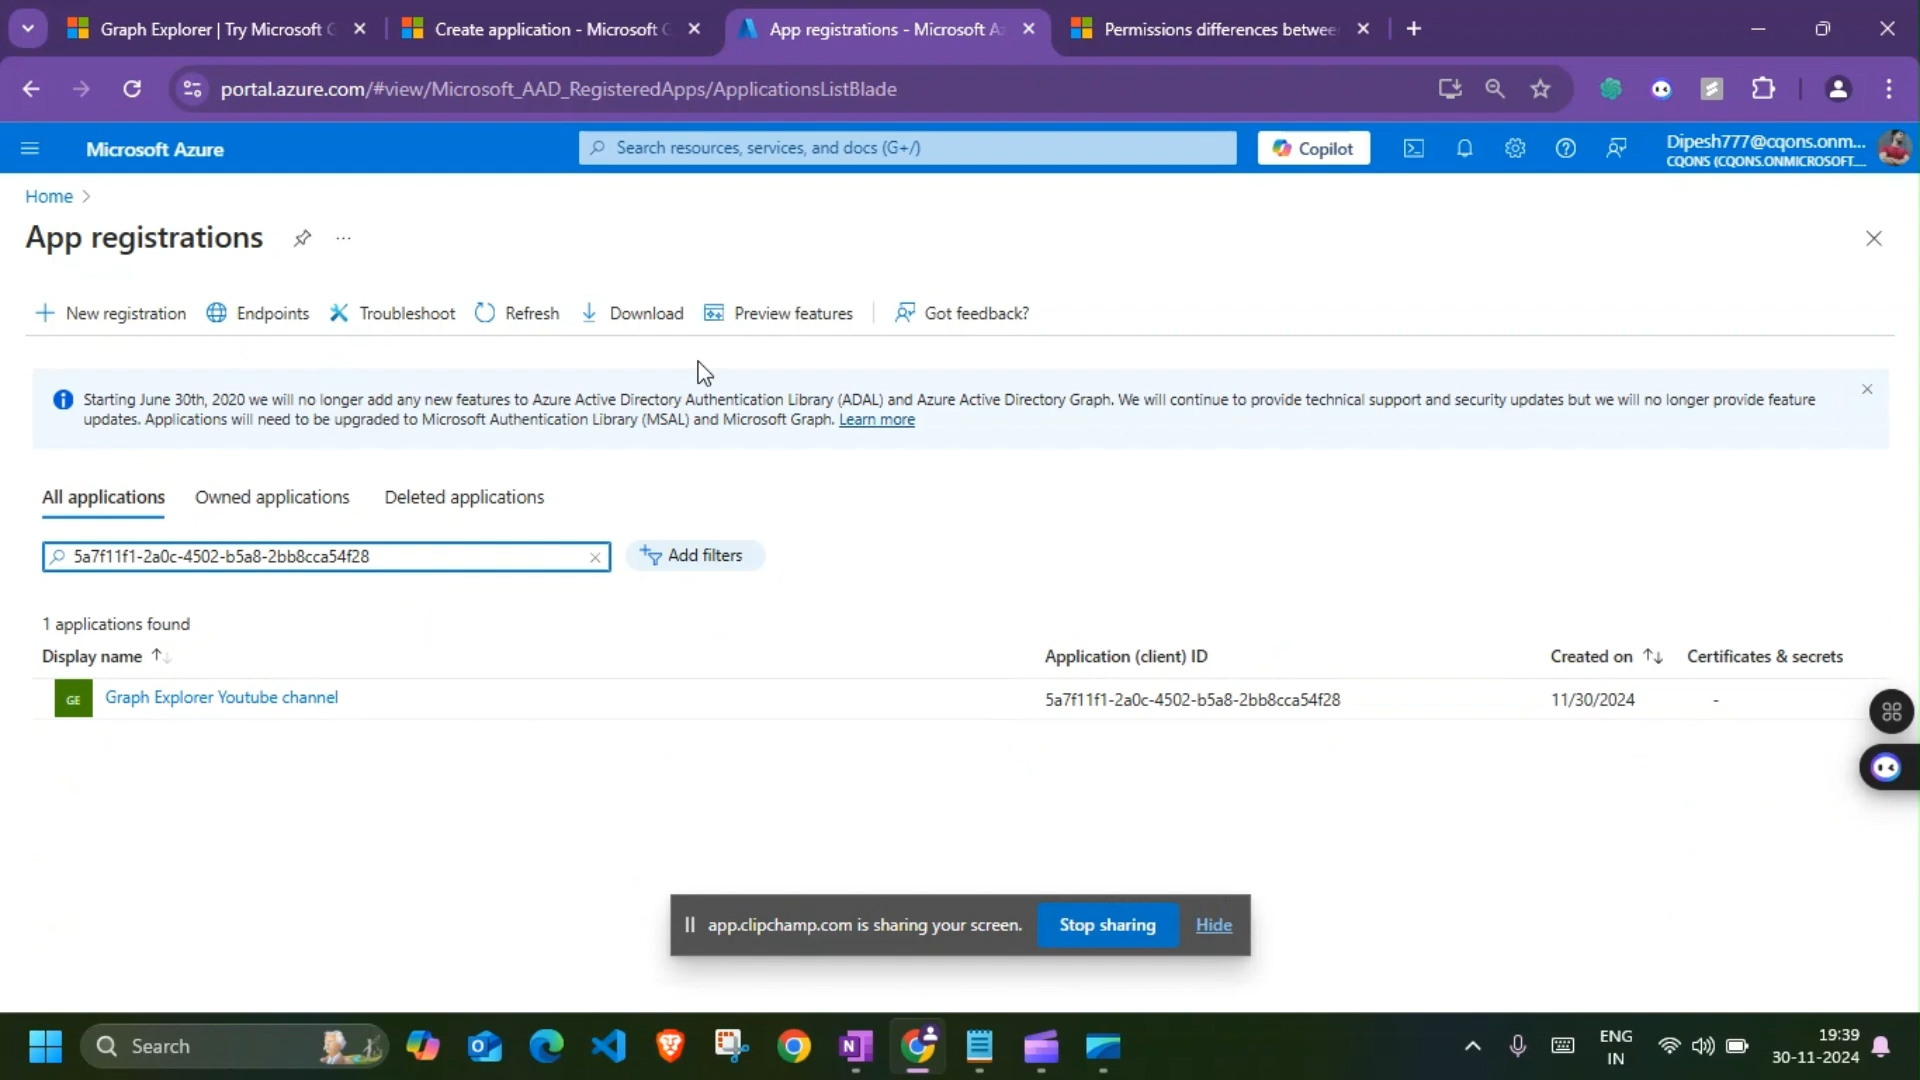 Graph Explorer | Try Microsoft G
Create application - Microsoft G
App registrations - Microsoft A
Permissions differences betwee
portal.azure.com/#view/Microsoft_AAD_RegisteredApps/ApplicationsListBlade
Microsoft Azure
Search resources, services, and docs (G+/)
Copilot
Dipesh777@cqons.onm...
CQONS (CQONS.ONMICROSOFT....
Home
App registrations
New registration
Endpoints
Troubleshoot
Refresh
Download
Preview features
Got feedback?
Starting June 30th, 2020 we will no longer add any new features to Azure Active Directory Authentication Library (ADAL) and Azure Active Directory Graph. We will continue to provide technical support and security updates but we will no longer provide feature
updates. Applications will need to be upgraded to Microsoft Authentication Library (MSAL) and Microsoft Graph. Learn more
All applications
Owned applications
Deleted applications
5a7f11f1-2a0c-4502-b5a8-2bb8cca54f28
Add filters
1 applications found
Display name
Application (client) ID
Created on
Certificates & secrets
GE
Graph Explorer Youtube channel
5a7f11f1-2a0c-4502-b5a8-2bb8cca54f28
11/30/2024
-
app.clipchamp.com is sharing your screen.
Stop sharing
Hide
Search
ENG
IN
19:39
30-11-2024